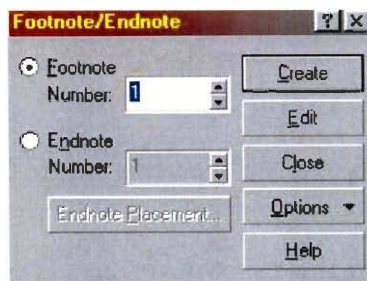 Footnote/Endnote
Footnote
Number: 1
Endnote
Number: 1
Endnote Placement...
Create
Edit
Close
Options
Help